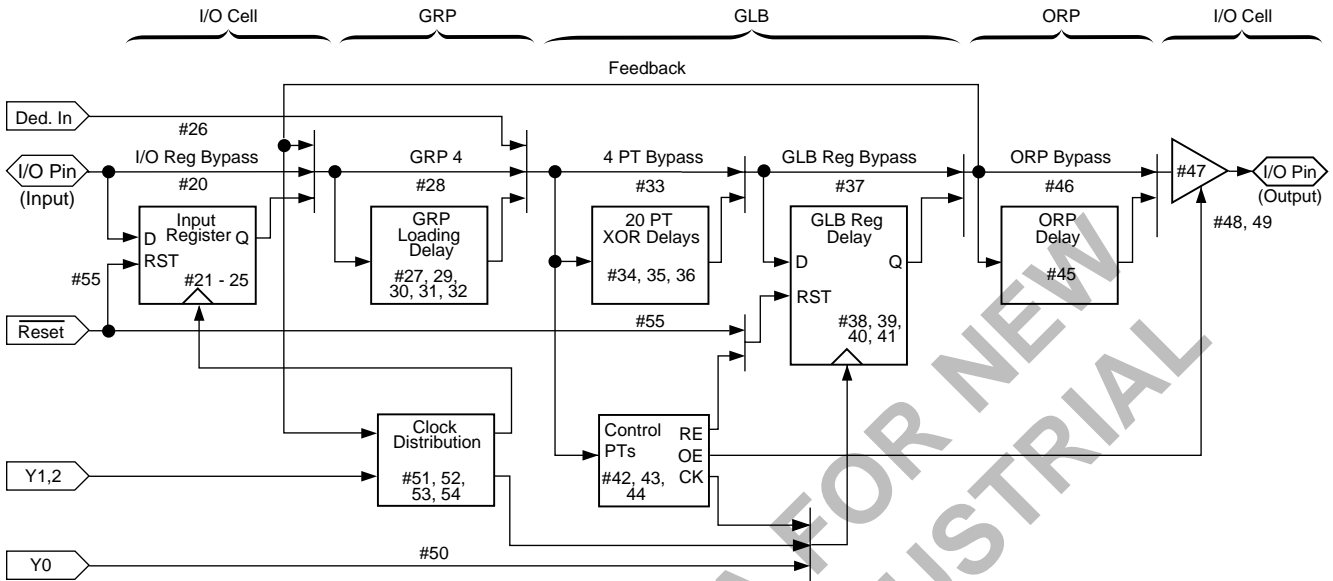 I/O Cell
GRP
GLB
ORP
I/O Cell
Feedback
Ded. In
#26
I/O Pin
(Input)
I/O Reg Bypass
#20
GRP 4
#28
4 PT Bypass
#33
GLB Reg Bypass
#37
ORP Bypass
#46
#47
I/O Pin
(Output)
#48, 49
Input
Register
D
Q
RST
#21 - 25
#55
GRP
Loading
Delay
#27, 29,
30, 31, 32
20 PT
XOR Delays
#34, 35, 36
GLB Reg
Delay
D
Q
RST
#38, 39,
40, 41
ORP
Delay
#45
Reset
#55
Clock
Distribution
#51, 52,
53, 54
Control
PTs
#42, 43,
44
RE
OE
CK
Y1,2
Y0
#50
FOR NEW